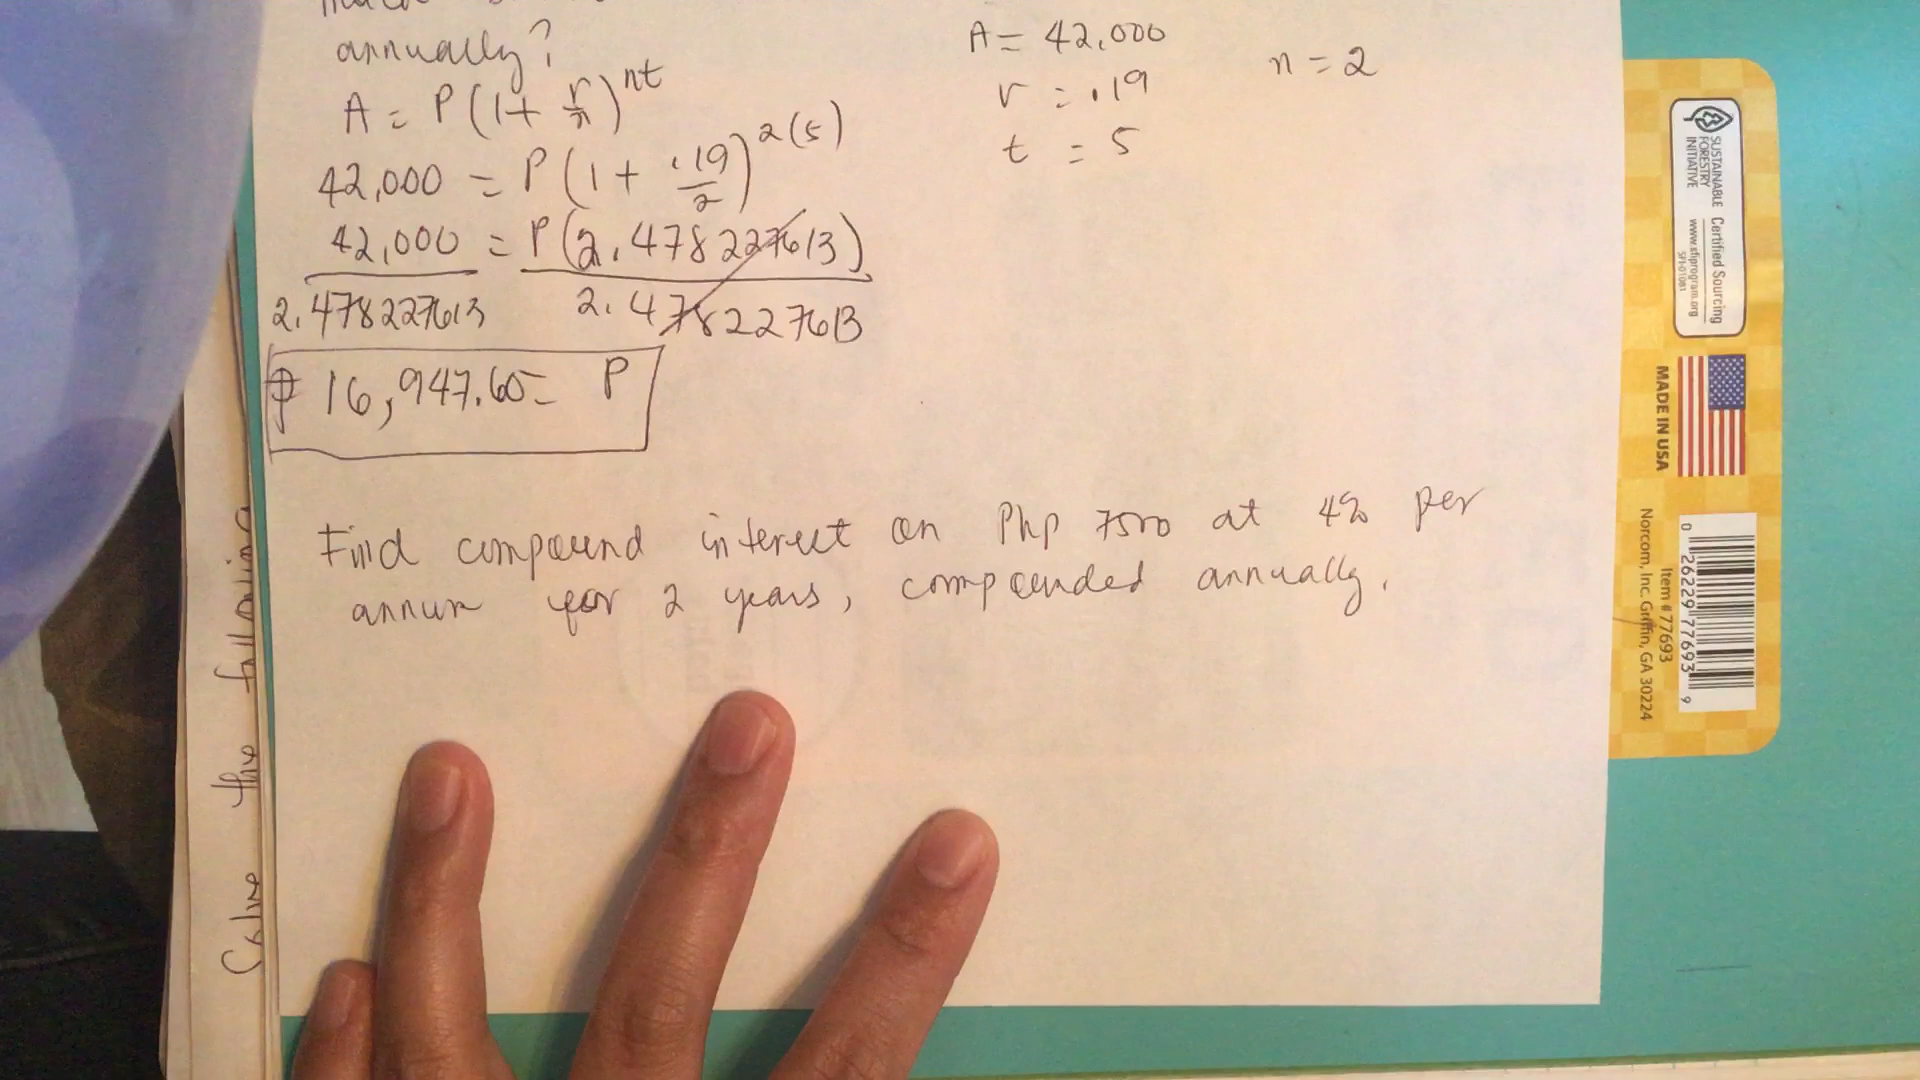 annually?
A = P(1 + r/n)^nt
42,000 = P(1 + .19/2)^2(5)
42,000 = P(2.478227613)
2.478227613 2.478227613
₱ 16,947.60 = P
A = 42,000
r = .19
t = 5
n = 2
Find compound interest on Php 7500 at 4% per
annum for 2 years, compounded annually.
Solve the following
SUSTAINABLE
FORESTRY
INITIATIVE
Certified Sourcing
www.sfiprogram.org
SFI-01081
MADE IN USA
0 26229 77693 9
Item # 77693
Norcom, Inc. Griffin, GA 30224